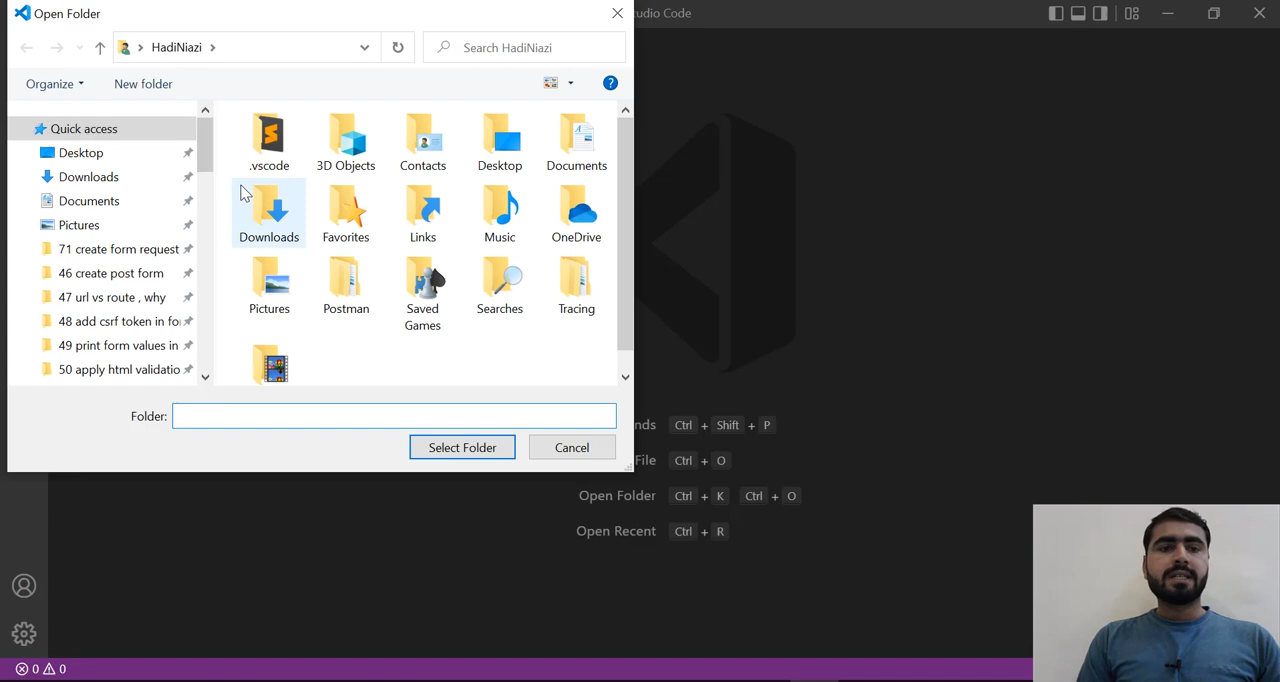 Open Folder
udio Code
HadiNiazi
Search HadiNiazi
Organize
New folder
?
Quick access
Desktop
Downloads
Documents
Pictures
71 create form request
46 create post form
47 url vs route , why
48 add csrf token in fo
49 print form values in
50 apply html validatio
.vscode
3D Objects
Contacts
Desktop
Documents
Downloads
Favorites
Links
Music
OneDrive
Pictures
Postman
Saved
Games
Searches
Tracing
Folder:
Select Folder
Cancel
nds Ctrl + Shift + P
File Ctrl + O
Open Folder Ctrl + K Ctrl + O
Open Recent Ctrl + R
0 0